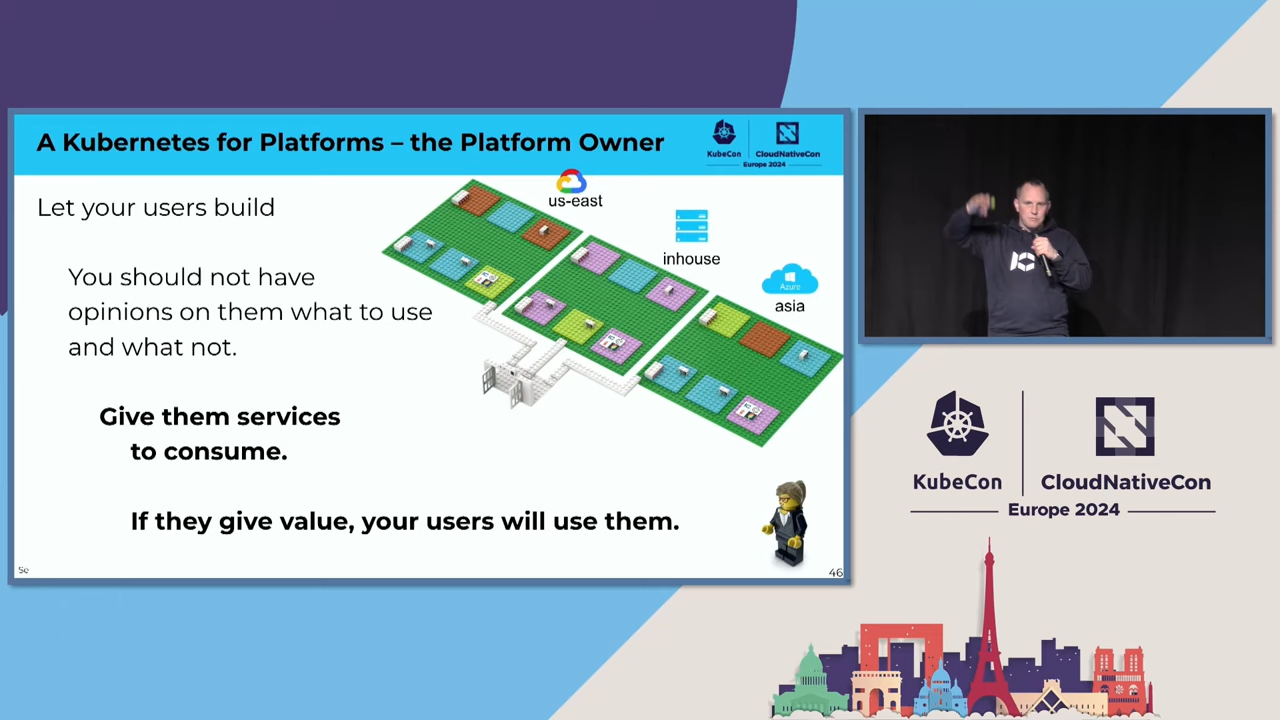 A Kubernetes for Platforms – the Platform Owner
KubeCon
CloudNativeCon
Europe 2024
Let your users build
You should not have
opinions on them what to use
and what not.
Give them services
to consume.
If they give value, your users will use them.
us-east
inhouse
Azure
asia
Se
46
KubeCon
CloudNativeCon
Europe 2024